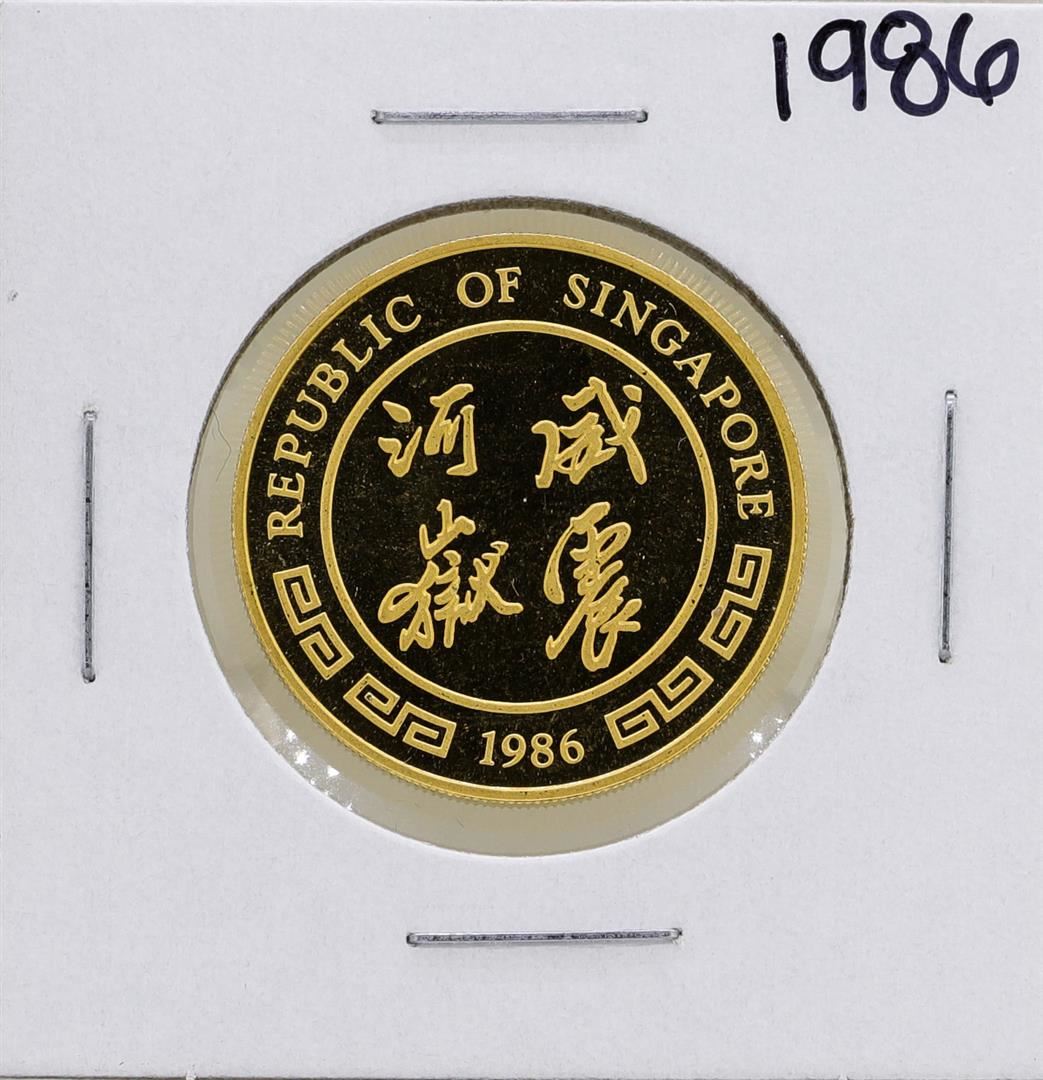 1986
REPUBLIC OF SINGAPORE
威震
河嶽
1986